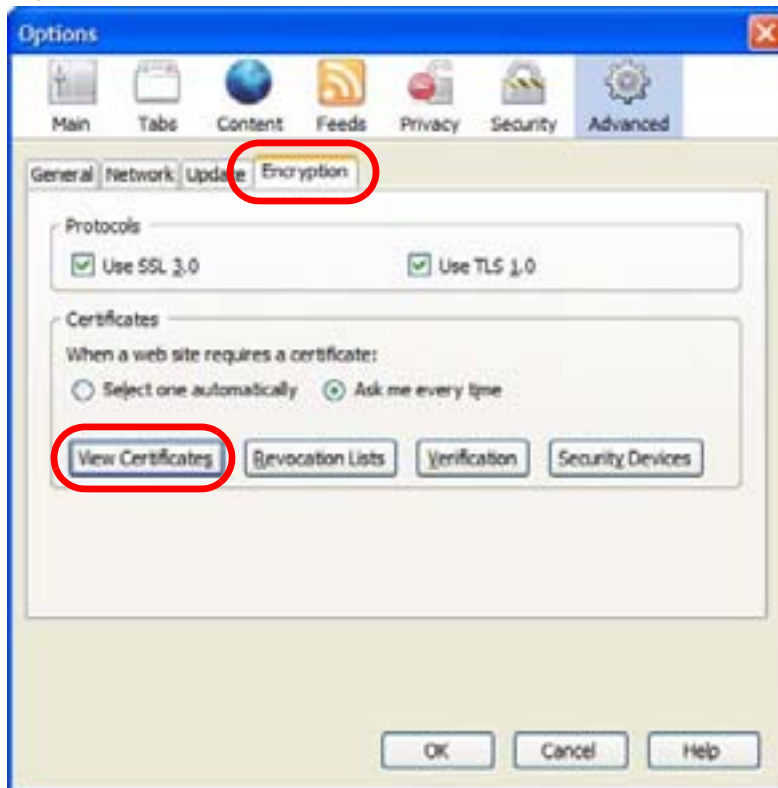 Options
Main Tabs Content Feeds Privacy Security Advanced
General Network Update Encryption
Protocols
Use SSL 3.0 Use TLS 1.0
Certificates
When a web site requires a certificate:
Select one automatically Ask me every time
View Certificates Revocation Lists Verification Security Devices
OK Cancel Help